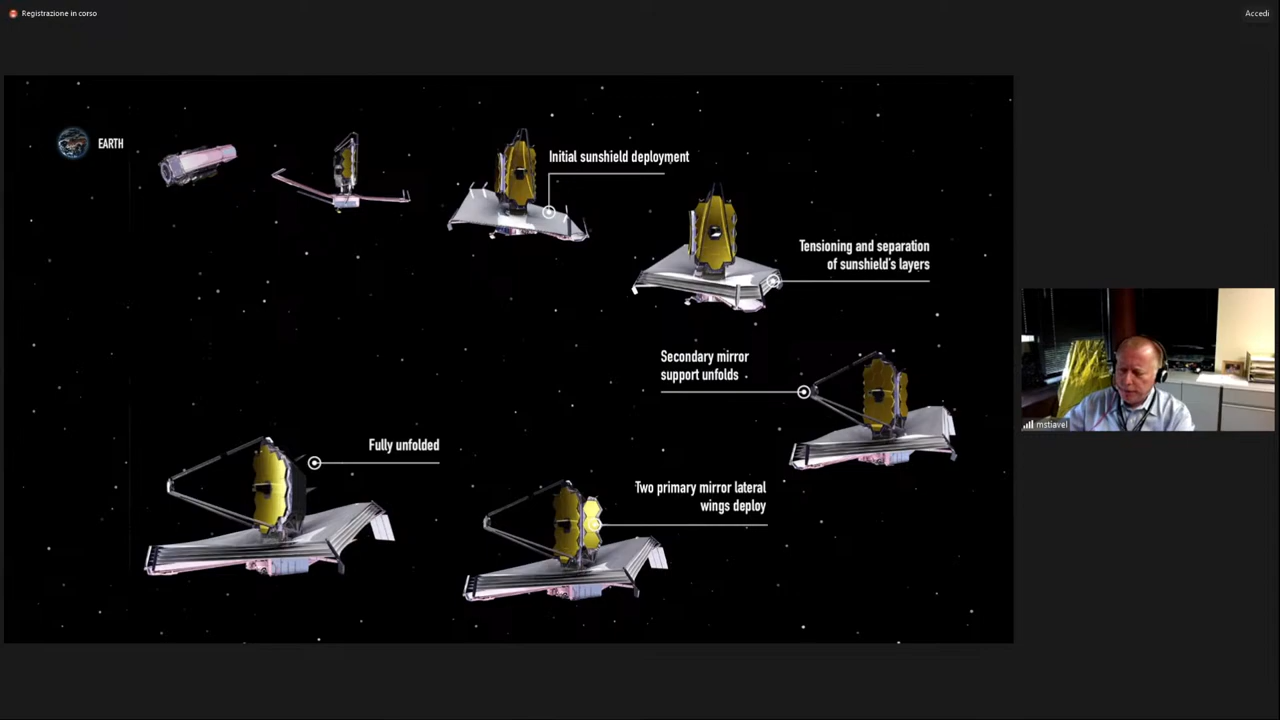 Registrazione in corso
Accedi
EARTH
Initial sunshield deployment
Tensioning and separation
of sunshield's layers
Secondary mirror
support unfolds
Fully unfolded
Two primary mirror lateral
wings deploy
mstiavel